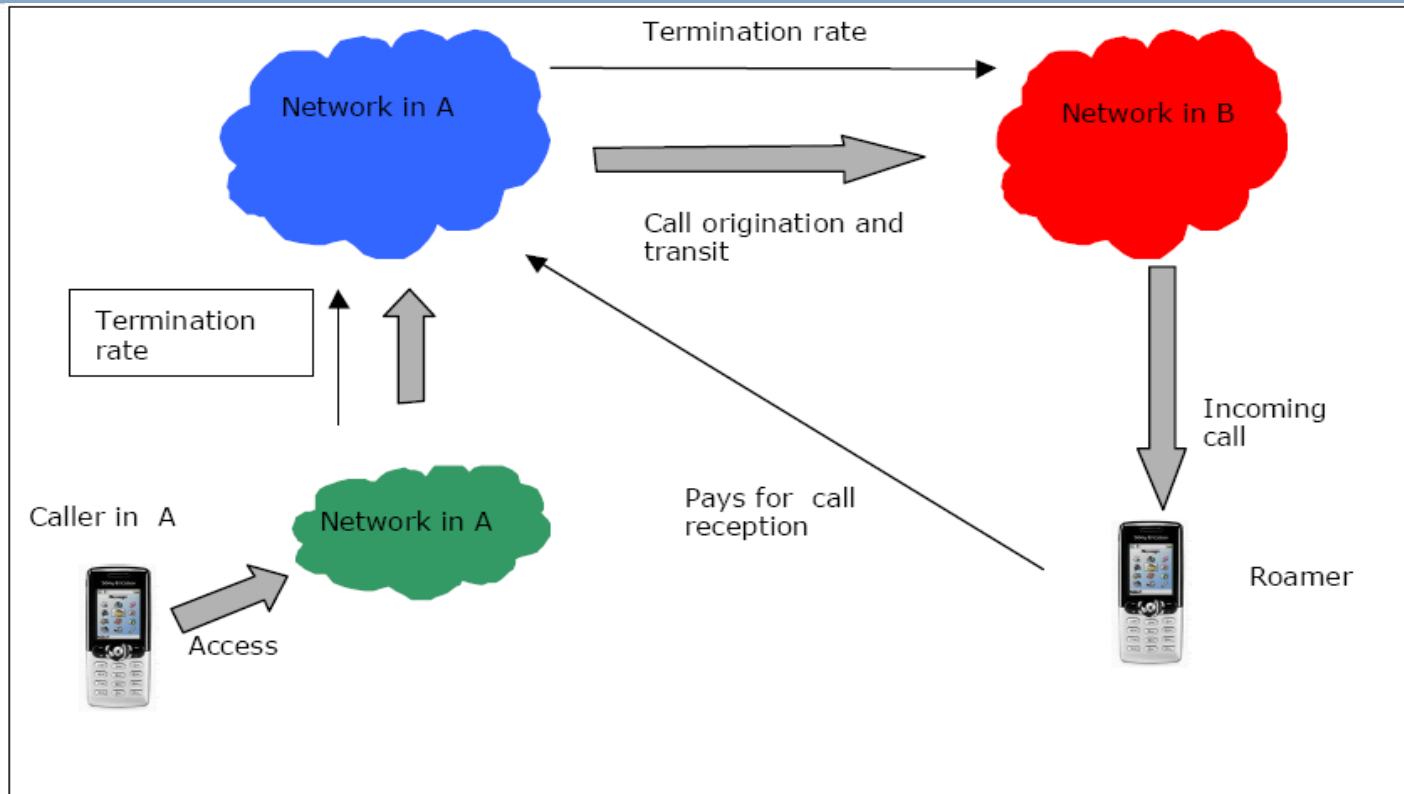 Termination rate
Network in A
Network in B
Call origination and
transit
Termination
rate
Incoming
call
Caller in  A
Network in A
Pays for  call
reception
Roamer
Access